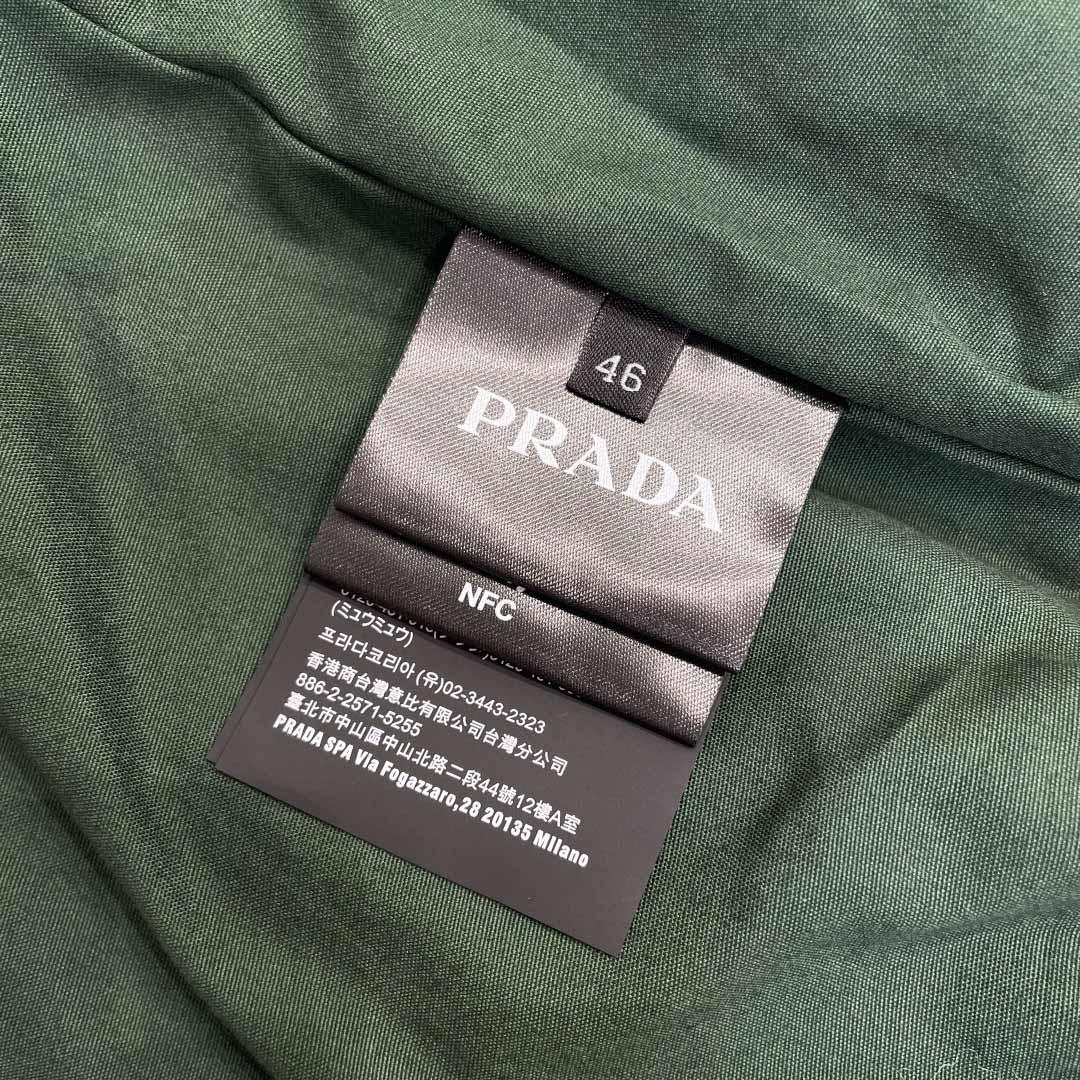 46
PRADA
NFC
(ミュウミュウ)
프라다코리아(유)02-3443-2323
香港商台灣意比有限公司台灣分公司
886-2-2571-5255
臺北市中山區中山北路二段44號12樓A室
PRADA SPA Via Fogazzaro,28 20135 MIlano